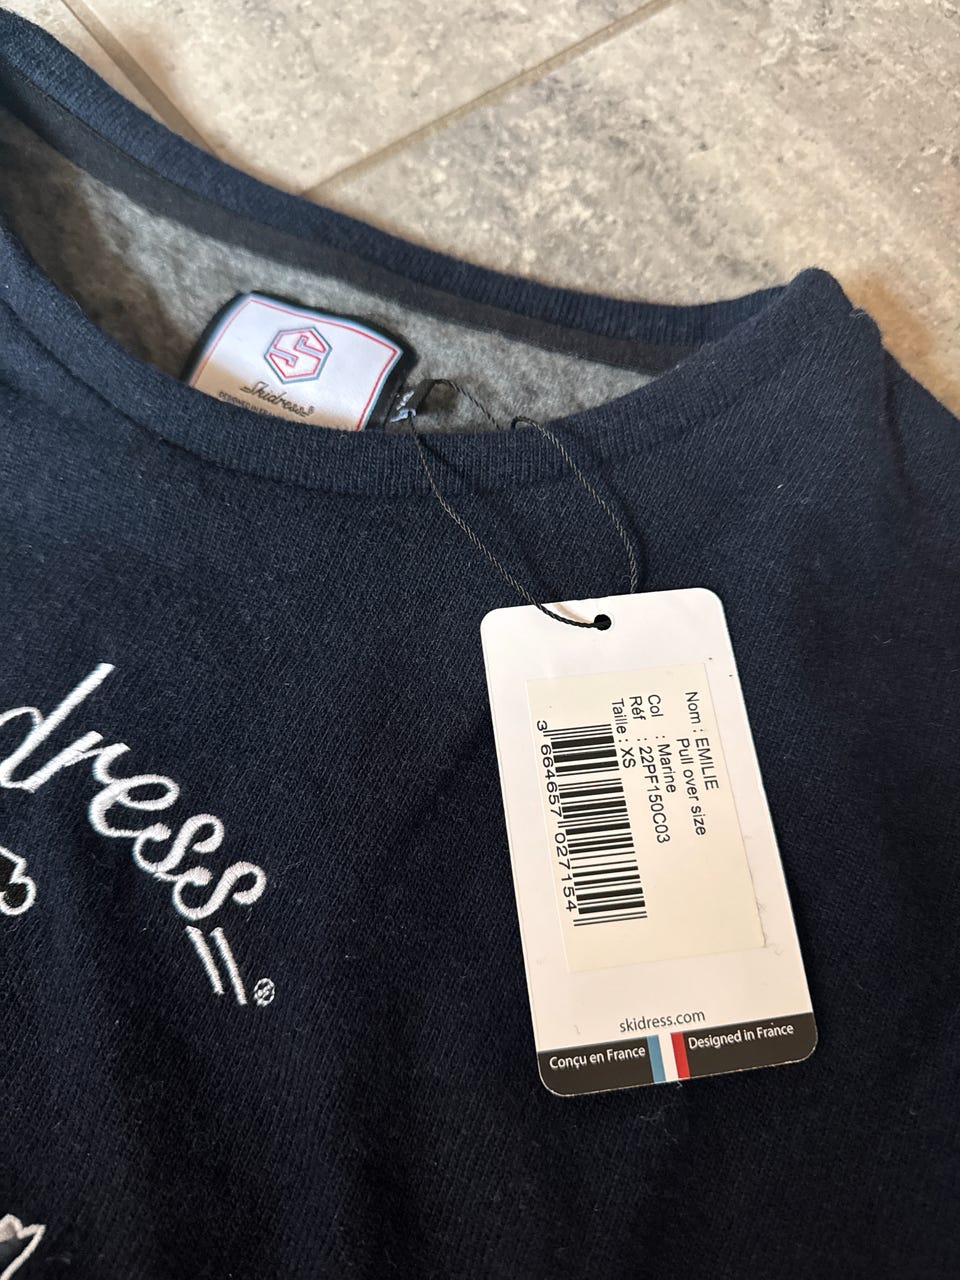 Skidress®
dress
®
Nom : EMILIE
Pull over size
Col : Marine
Réf : 22PF150C03
Taille : XS
3 664657 027154
skidress.com
Conçu en France
Designed in France